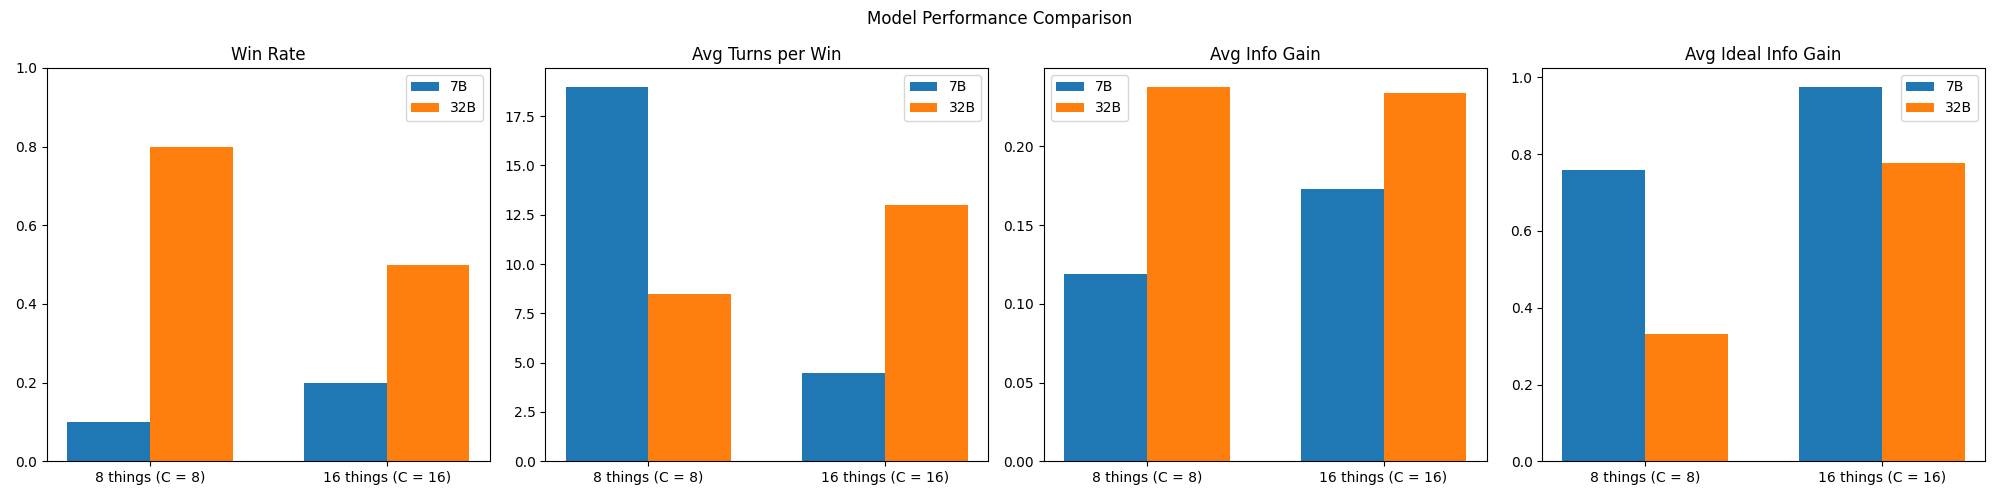 Model Performance Comparison
Win Rate
1.0
0.8
0.6
0.4
0.2
0.0
7B
32B
8 things (C = 8)
16 things (C = 16)
Avg Turns per Win
17.5
15.0
12.5
10.0
7.5
5.0
2.5
0.0
7B
32B
8 things (C = 8)
16 things (C = 16)
Avg Info Gain
0.20
0.15
0.10
0.05
0.00
7B
32B
8 things (C = 8)
16 things (C = 16)
Avg Ideal Info Gain
1.0
0.8
0.6
0.4
0.2
0.0
7B
32B
8 things (C = 8)
16 things (C = 16)